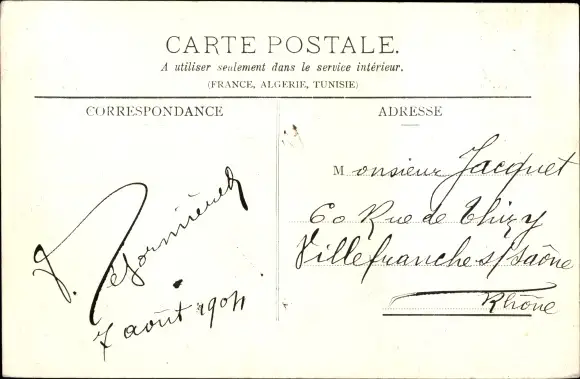 CARTE POSTALE.
A utiliser seulement dans le service intérieur.
(FRANCE, ALGERIE, TUNISIE)
CORRESPONDANCE
ADRESSE
7 août 1904
Monsieur Jacquet
60 Rue de Thizy
Villefranche s/Saône
Rhône